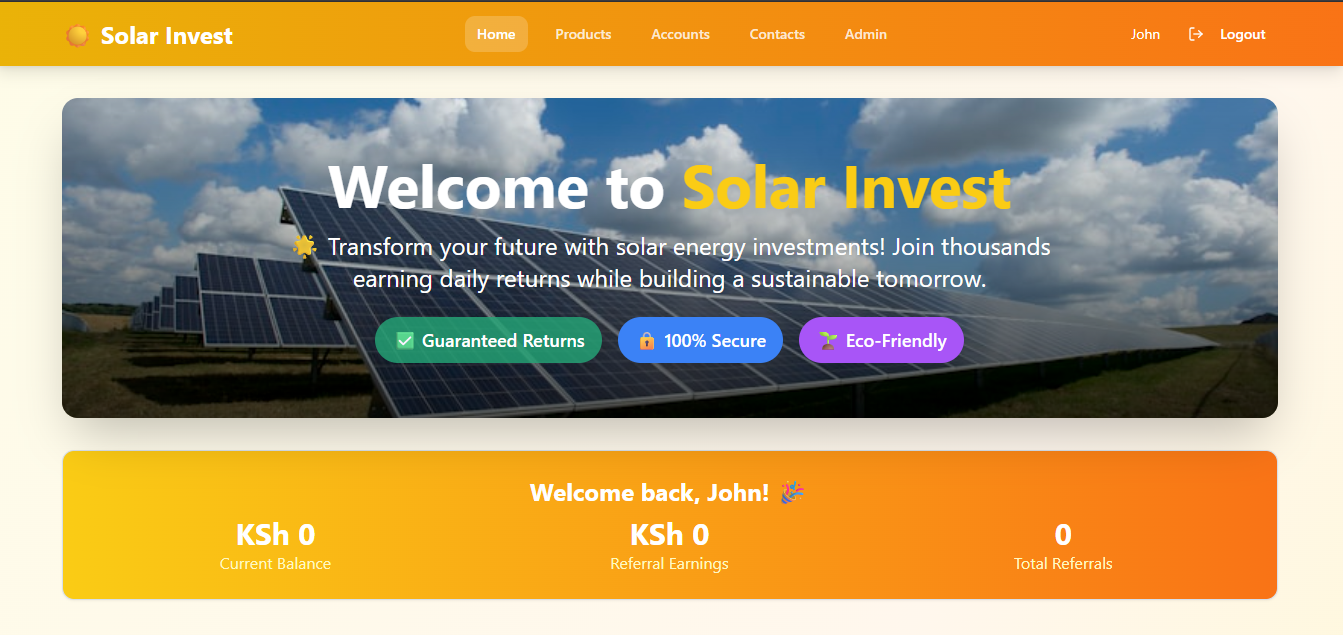 Solar Invest
Home Products Accounts Contacts Admin
John Logout
Welcome to Solar Invest
🌟 Transform your future with solar energy investments! Join thousands
earning daily returns while building a sustainable tomorrow.
✅ Guaranteed Returns
🔒 100% Secure
🌱 Eco-Friendly
Welcome back, John! 🎉
KSh 0
Current Balance
KSh 0
Referral Earnings
0
Total Referrals